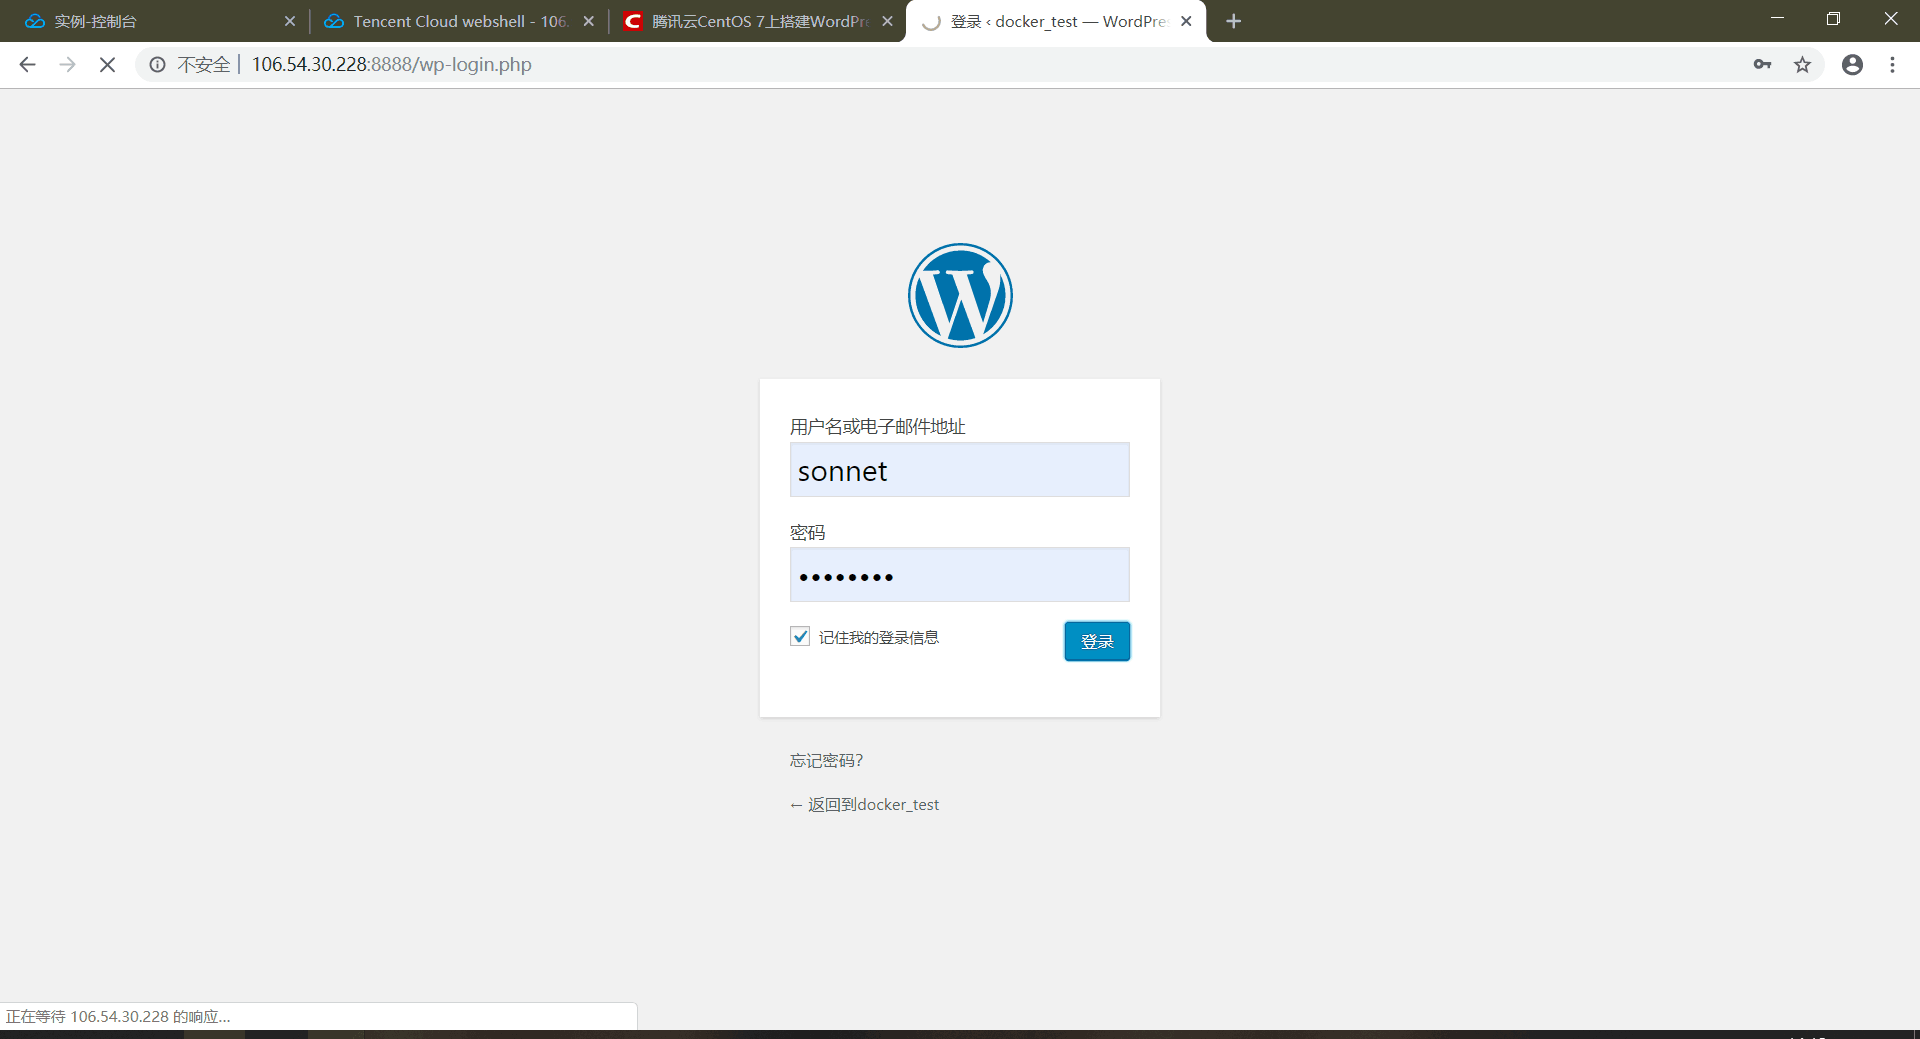 实例-控制台
Tencent Cloud webshell - 106.
腾讯云CentOS 7上搭建WordPre
登录 ‹ docker_test — WordPres
不安全 106.54.30.228:8888/wp-login.php
用户名或电子邮件地址
sonnet
密码
••••••••
记住我的登录信息
登录
忘记密码？
← 返回到docker_test
正在等待 106.54.30.228 的响应...